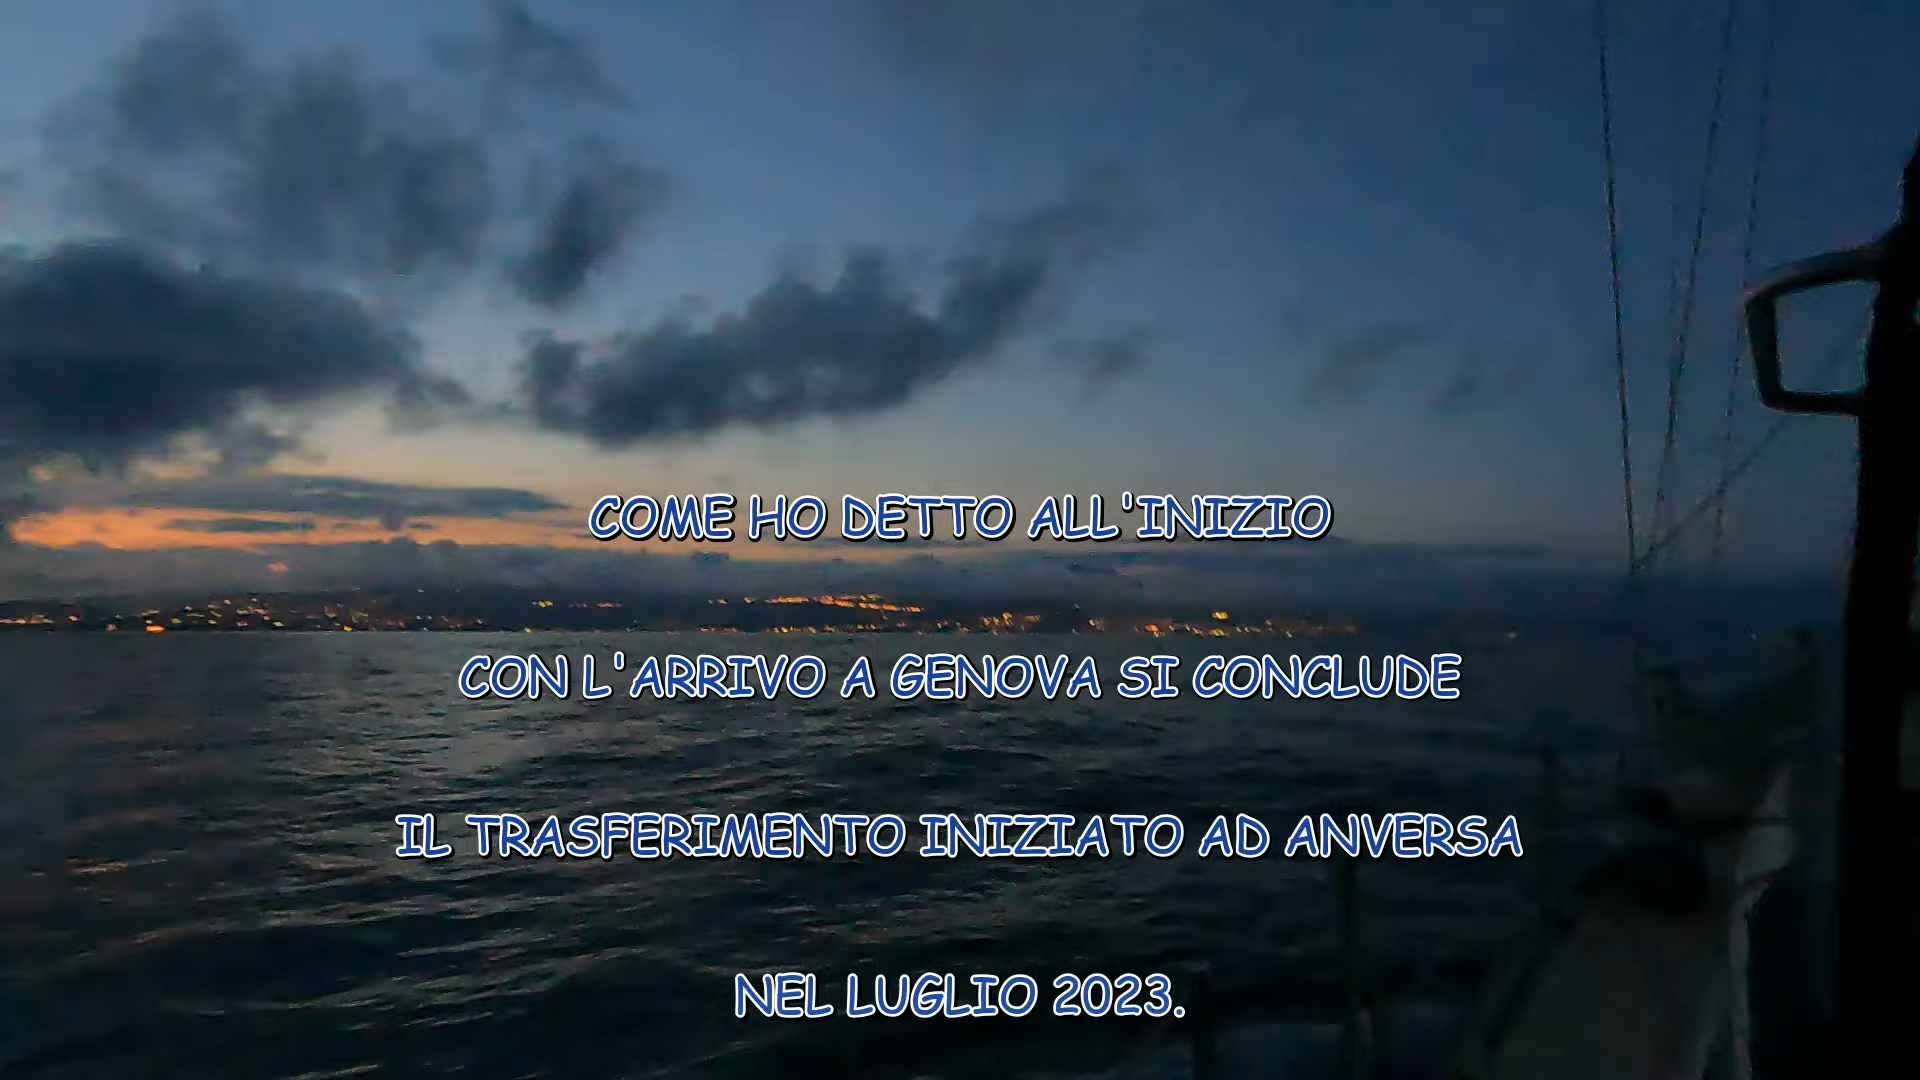 COME HO DETTO ALL'INIZIO
CON L'ARRIVO A GENOVA SI CONCLUDE
IL TRASFERIMENTO INIZIATO AD ANVERSA
NEL LUGLIO 2023.